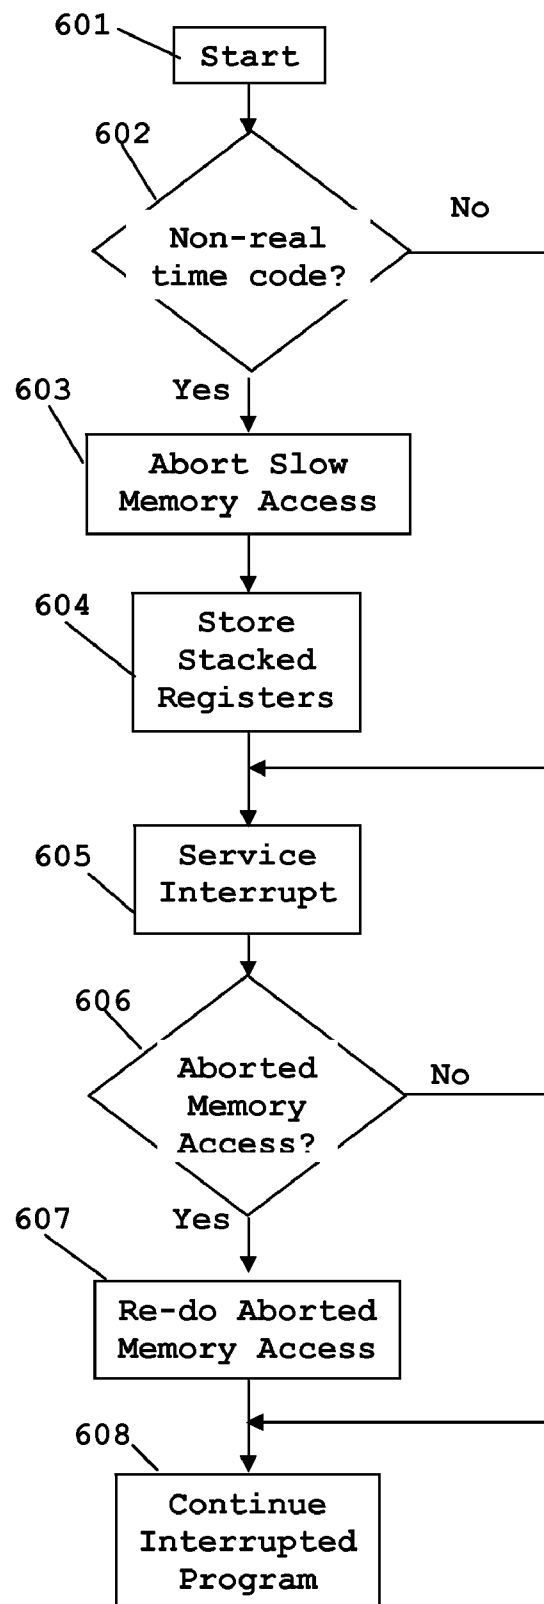 601
Start
602
No
Non-real
time code?
Yes
603
Abort Slow
Memory Access
604
Store
Stacked
Registers
605
Service
Interrupt
606
No
Aborted
Memory
Access?
Yes
607
Re-do Aborted
Memory Access
608
Continue
Interrupted
Program